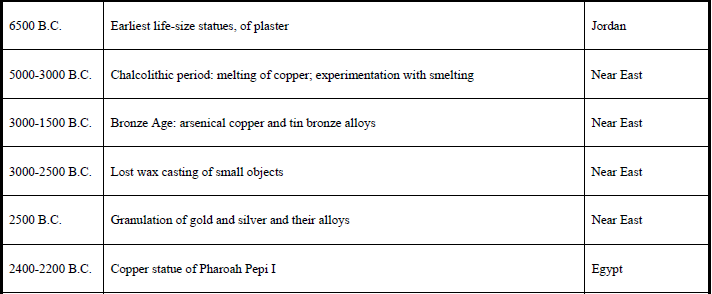 6500 B.C. Earliest life-size statues, of plaster Jordan
5000-3000 B.C. Chalcolithic period: melting of copper; experimentation with smelting Near East
3000-1500 B.C. Bronze Age: arsenical copper and tin bronze alloys Near East
3000-2500 B.C. Lost wax casting of small objects Near East
2500 B.C. Granulation of gold and silver and their alloys Near East
2400-2200 B.C. Copper statue of Pharoah Pepi I Egypt